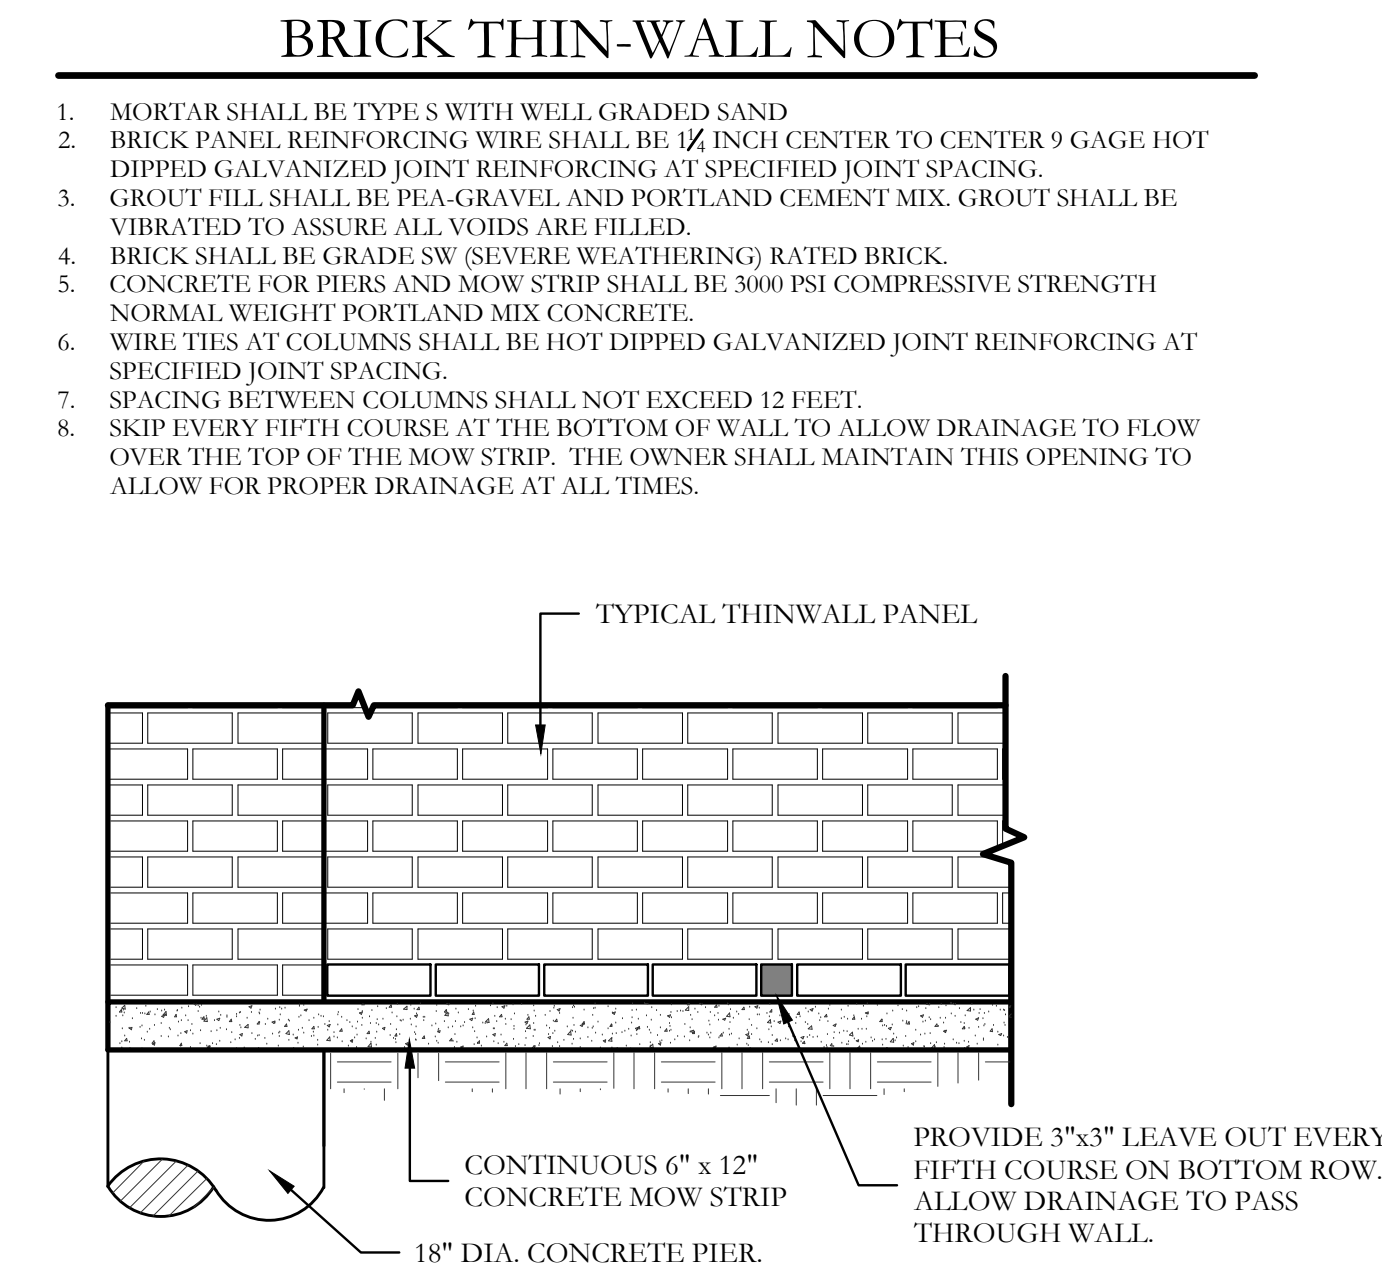 BRICK THIN-WALL NOTES
1. MORTAR SHALL BE TYPE S WITH WELL GRADED SAND
2. BRICK PANEL REINFORCING WIRE SHALL BE 1¼ INCH CENTER TO CENTER 9 GAGE HOT
DIPPED GALVANIZED JOINT REINFORCING AT SPECIFIED JOINT SPACING.
3. GROUT FILL SHALL BE PEA-GRAVEL AND PORTLAND CEMENT MIX. GROUT SHALL BE
VIBRATED TO ASSURE ALL VOIDS ARE FILLED.
4. BRICK SHALL BE GRADE SW (SEVERE WEATHERING) RATED BRICK.
5. CONCRETE FOR PIERS AND MOW STRIP SHALL BE 3000 PSI COMPRESSIVE STRENGTH
NORMAL WEIGHT PORTLAND MIX CONCRETE.
6. WIRE TIES AT COLUMNS SHALL BE HOT DIPPED GALVANIZED JOINT REINFORCING AT
SPECIFIED JOINT SPACING.
7. SPACING BETWEEN COLUMNS SHALL NOT EXCEED 12 FEET.
8. SKIP EVERY FIFTH COURSE AT THE BOTTOM OF WALL TO ALLOW DRAINAGE TO FLOW
OVER THE TOP OF THE MOW STRIP. THE OWNER SHALL MAINTAIN THIS OPENING TO
ALLOW FOR PROPER DRAINAGE AT ALL TIMES.
TYPICAL THINWALL PANEL
PROVIDE 3"x3" LEAVE OUT EVERY
FIFTH COURSE ON BOTTOM ROW.
ALLOW DRAINAGE TO PASS
THROUGH WALL.
CONTINUOUS 6" x 12"
CONCRETE MOW STRIP
18" DIA. CONCRETE PIER.